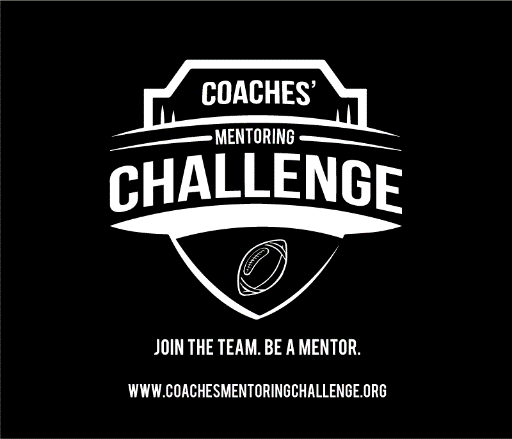 COACHES’
MENTORING
CHALLENGE
JOIN THE TEAM. BE A MENTOR.
WWW.COACHESMENTORINGCHALLENGE.ORG